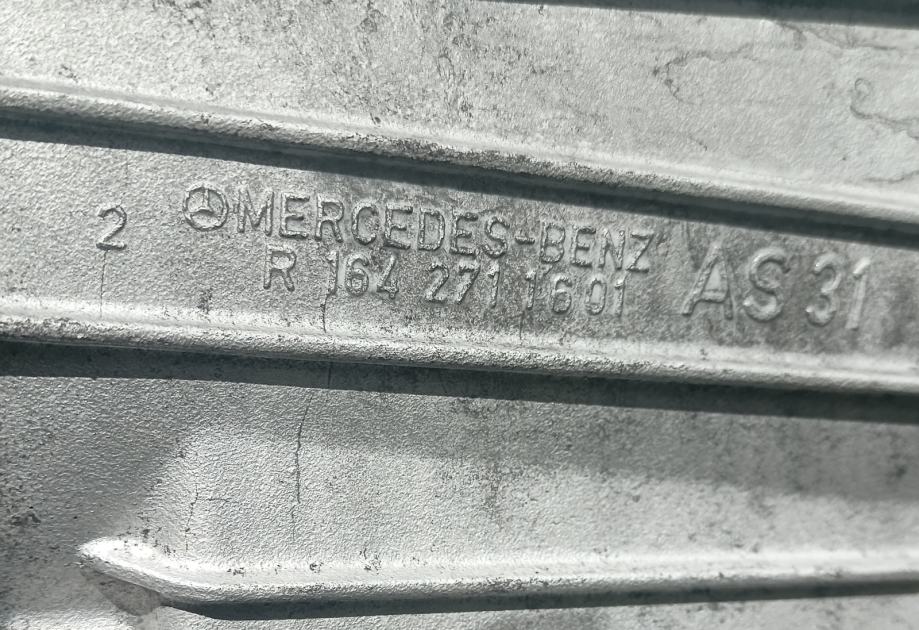 2 MERCEDES-BENZ
R 164 271 1601 AS 31